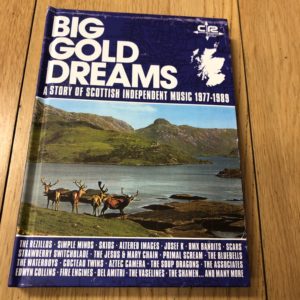 BIG
GOLD
DREAMS
A STORY OF SCOTTISH INDEPENDENT MUSIC 1977-1989
THE REZILLOS · SIMPLE MINDS · SKIDS · ALTERED IMAGES · JOSEF K · BMX BANDITS · SCARS
STRAWBERRY SWITCHBLADE · THE JESUS & MARY CHAIN · PRIMAL SCREAM · THE BLUEBELLS
THE WATERBOYS · COCTEAU TWINS · AZTEC CAMERA · THE SOUP DRAGONS · THE ASSOCIATES
EDWYN COLLINS · FIRE ENGINES · DEL AMITRI · THE VASELINES · THE SHAMEN... AND MANY MORE